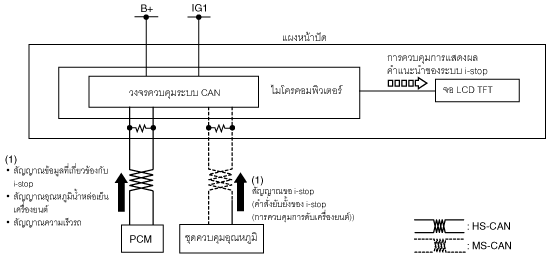 B+
IG1
แผงหน้าปัด
การควบคุมการแสดงผล
คำแนะนำของระบบ i-stop
ไมโครคอมพิวเตอร์
วงจรควบคุมระบบ CAN
จอ LCD TFT
(1)
• สัญญาณข้อมูลที่เกี่ยวข้องกับ
i-stop
• สัญญาณอุณหภูมิน้ำหล่อเย็น
เครื่องยนต์
• สัญญาณความเร็วรถ
(1)
สัญญาณขอ i-stop
(คำสั่งยับยั้งของ i-stop
(การควบคุมการดับเครื่องยนต์))
PCM
ชุดควบคุมอุณหภูมิ
: HS-CAN
: MS-CAN